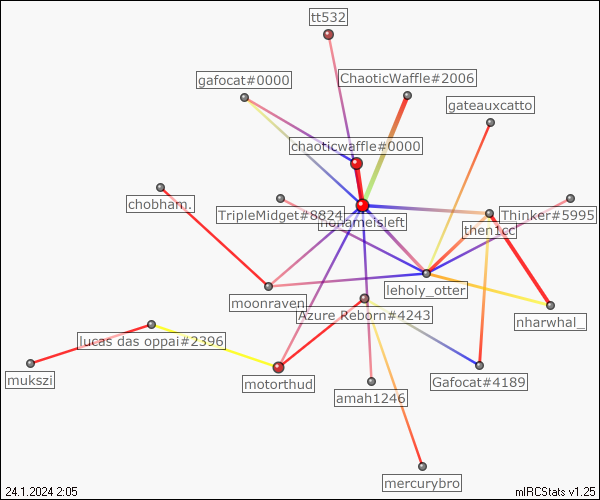 tt532
gafocat#0000
ChaoticWaffle#2006
gateauxcatto
chaoticwaffle#0000
chobham.
TripleMidget#8824
Thinker#5995
then1cc
leholy_otter
moonraven.
Azure Reborn#4243
nharwhal_
lucas das oppai#2396
mukszi
motorthud
Gafocat#4189
amah1246
mercurybro
24.1.2024 2:05
mIRCStats v1.25